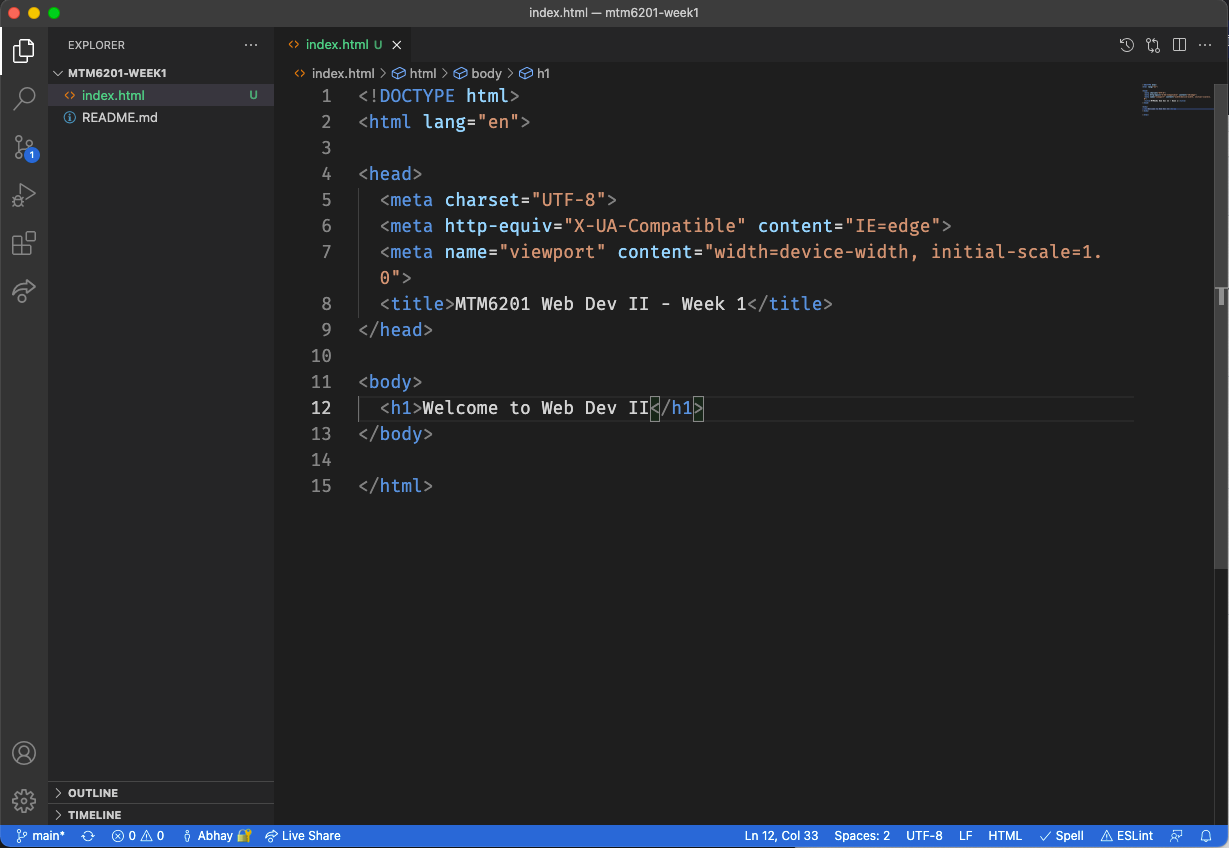 index.html — mtm6201-week1
EXPLORER
MTM6201-WEEK1
index.html U
README.md
OUTLINE
TIMELINE
index.html U
index.html > html > body > h1
1 <!DOCTYPE html>
2 <html lang="en">
3
4 <head>
5 <meta charset="UTF-8">
6 <meta http-equiv="X-UA-Compatible" content="IE=edge">
7 <meta name="viewport" content="width=device-width, initial-scale=1.
0">
8 <title>MTM6201 Web Dev II - Week 1</title>
9 </head>
10
11 <body>
12 <h1>Welcome to Web Dev II</h1>
13 </body>
14
15 </html>
1
main* 0 0 Abhay 🔐 Live Share Ln 12, Col 33 Spaces: 2 UTF-8 LF HTML Spell ESLint